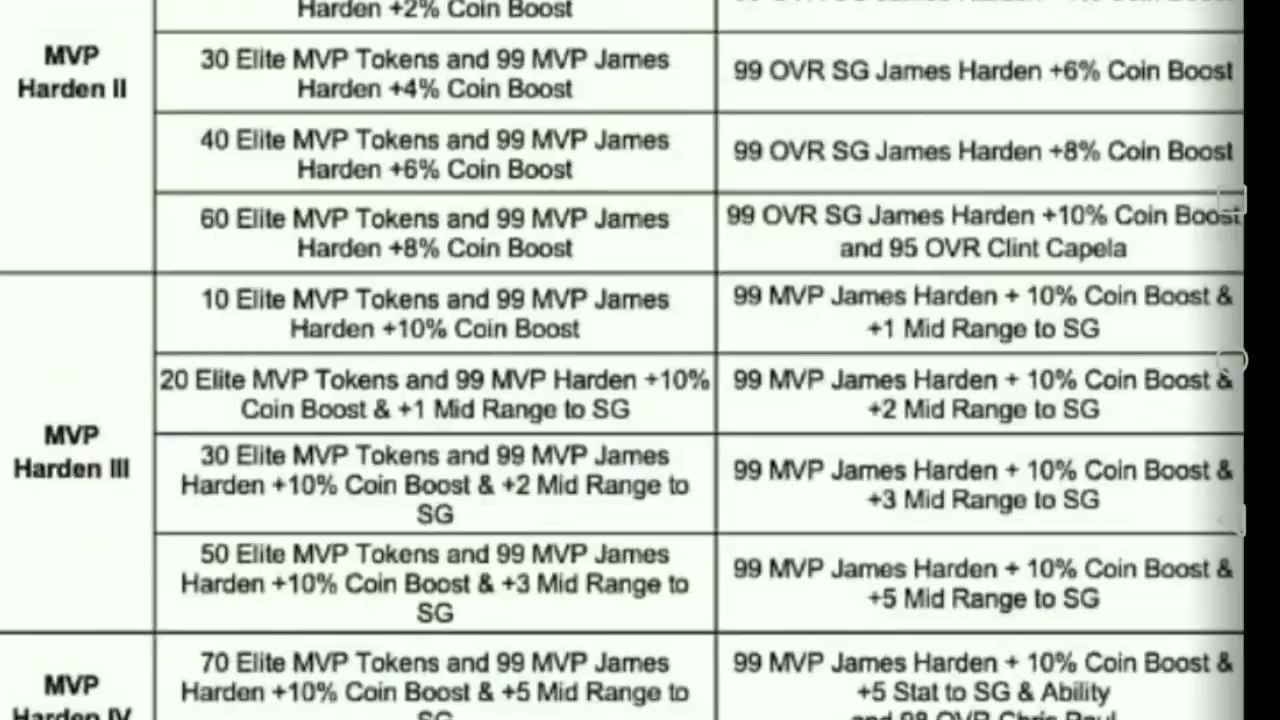 Harden +2% Coin Boost
MVP
Harden II
30 Elite MVP Tokens and 99 MVP James
Harden +4% Coin Boost
99 OVR SG James Harden +6% Coin Boost
40 Elite MVP Tokens and 99 MVP James
Harden +6% Coin Boost
99 OVR SG James Harden +8% Coin Boost
60 Elite MVP Tokens and 99 MVP James
Harden +8% Coin Boost
99 OVR SG James Harden +10% Coin Boost
and 95 OVR Clint Capela
MVP
Harden III
10 Elite MVP Tokens and 99 MVP James
Harden +10% Coin Boost
99 MVP James Harden + 10% Coin Boost &
+1 Mid Range to SG
20 Elite MVP Tokens and 99 MVP Harden +10%
Coin Boost & +1 Mid Range to SG
99 MVP James Harden + 10% Coin Boost &
+2 Mid Range to SG
30 Elite MVP Tokens and 99 MVP James
Harden +10% Coin Boost & +2 Mid Range to
SG
99 MVP James Harden + 10% Coin Boost &
+3 Mid Range to SG
50 Elite MVP Tokens and 99 MVP James
Harden +10% Coin Boost & +3 Mid Range to
SG
99 MVP James Harden + 10% Coin Boost &
+5 Mid Range to SG
MVP
Harden IV
70 Elite MVP Tokens and 99 MVP James
Harden +10% Coin Boost & +5 Mid Range to
SG
99 MVP James Harden + 10% Coin Boost &
+5 Stat to SG & Ability
and 98 OVR Chris Paul